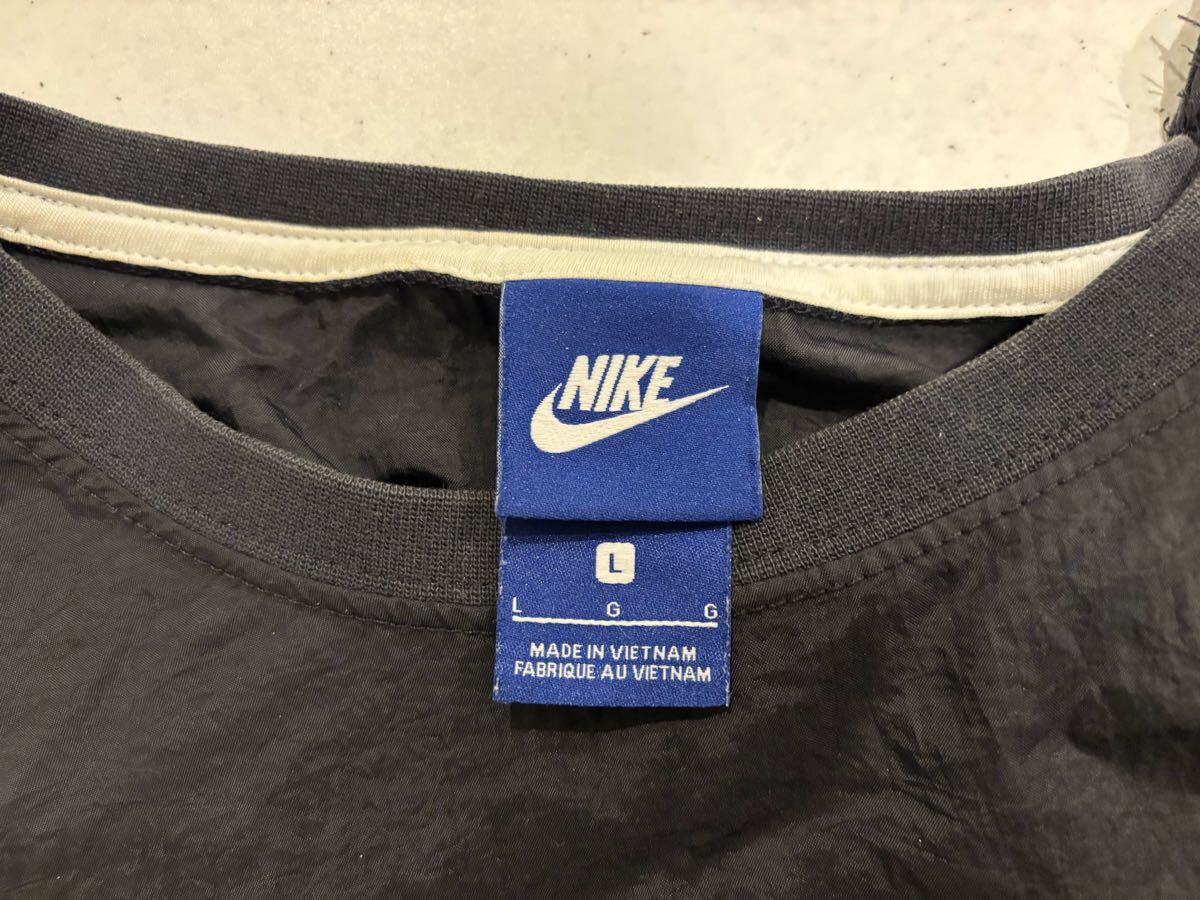 NIKE
L
L G G
MADE IN VIETNAM
FABRIQUE AU VIETNAM